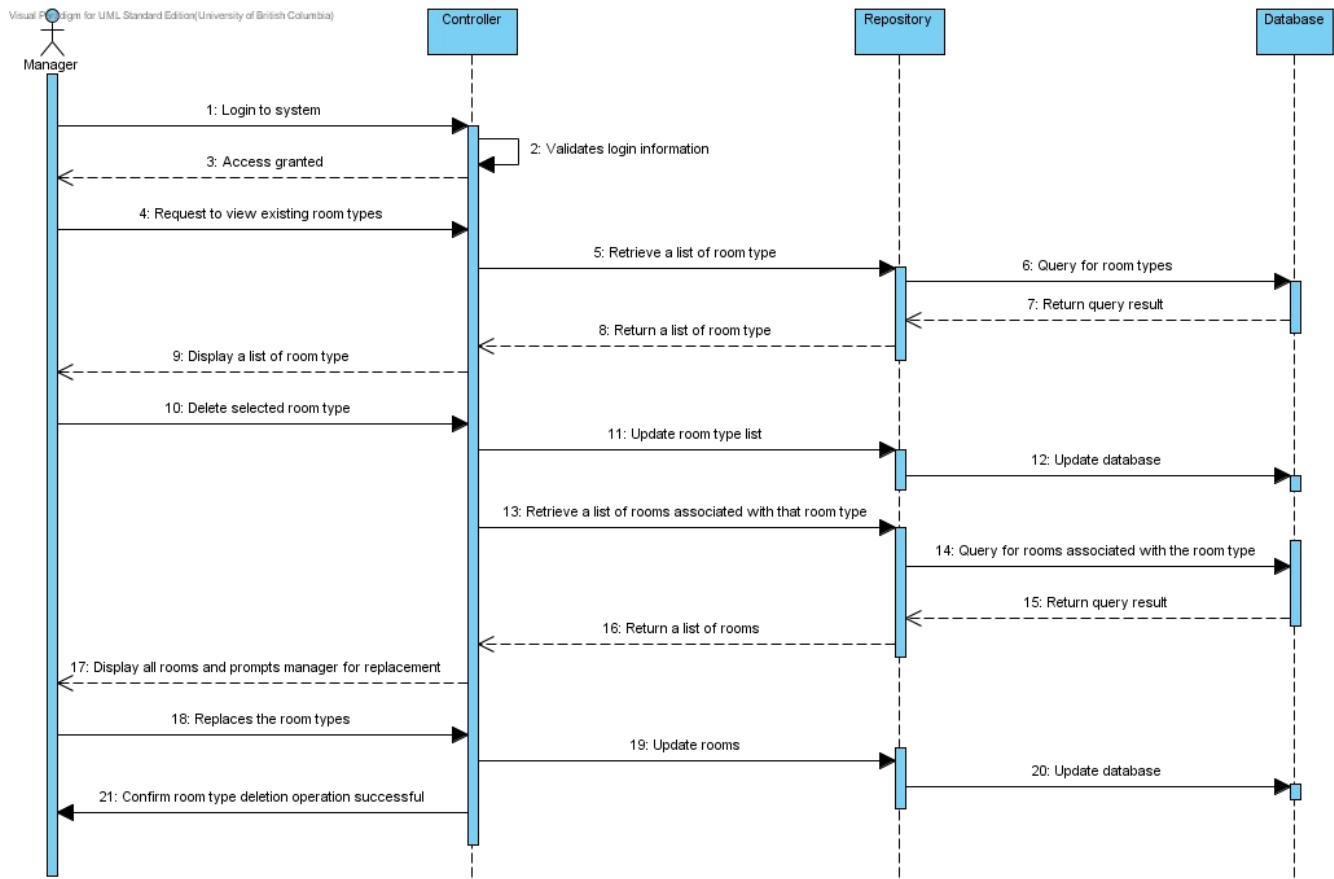 Visual Paradigm for UML Standard Edition(University of British Columbia)
Manager
Controller
Repository
Database
1: Login to system
2: Validates login information
3: Access granted
4: Request to view existing room types
5: Retrieve a list of room type
6: Query for room types
7: Return query result
8: Return a list of room type
9: Display a list of room type
10: Delete selected room type
11: Update room type list
12: Update database
13: Retrieve a list of rooms associated with that room type
14: Query for rooms associated with the room type
15: Return query result
16: Return a list of rooms
17: Display all rooms and prompts manager for replacement
18: Replaces the room types
19: Update rooms
20: Update database
21: Confirm room type deletion operation successful